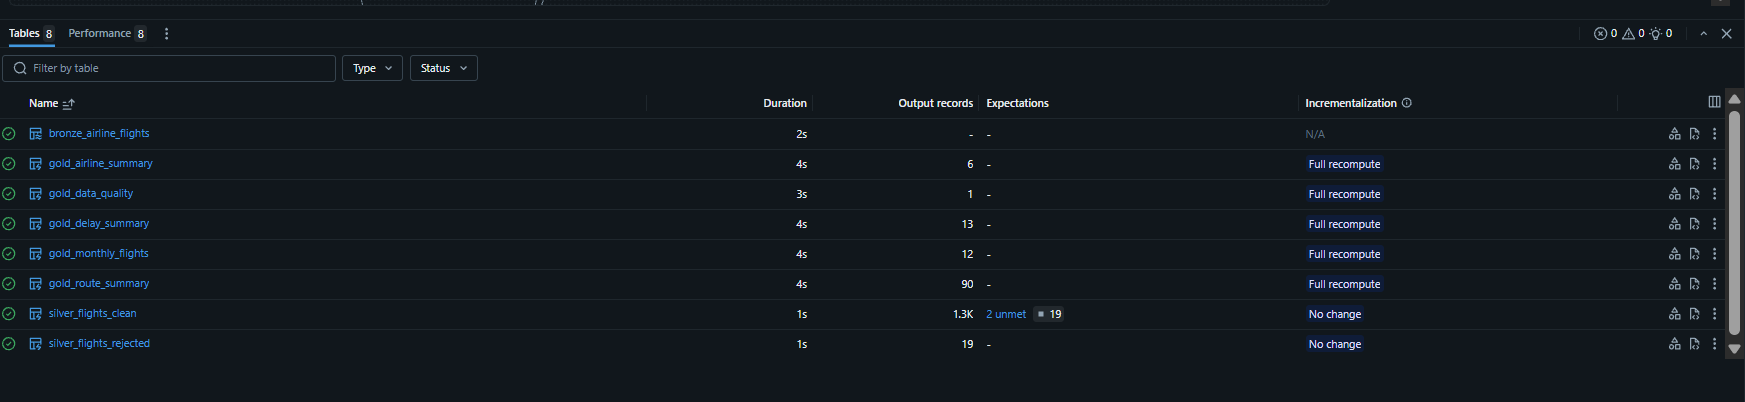 Tables 8 Performance 8 0 0 0
Filter by table Type Status
Name Duration Output records Expectations Incrementalization
bronze_airline_flights 2s - - N/A
gold_airline_summary 4s 6 - Full recompute
gold_data_quality 3s 1 - Full recompute
gold_delay_summary 4s 13 - Full recompute
gold_monthly_flights 4s 12 - Full recompute
gold_route_summary 4s 90 - Full recompute
silver_flights_clean 1s 1.3K 2 unmet 19 No change
silver_flights_rejected 1s 19 - No change